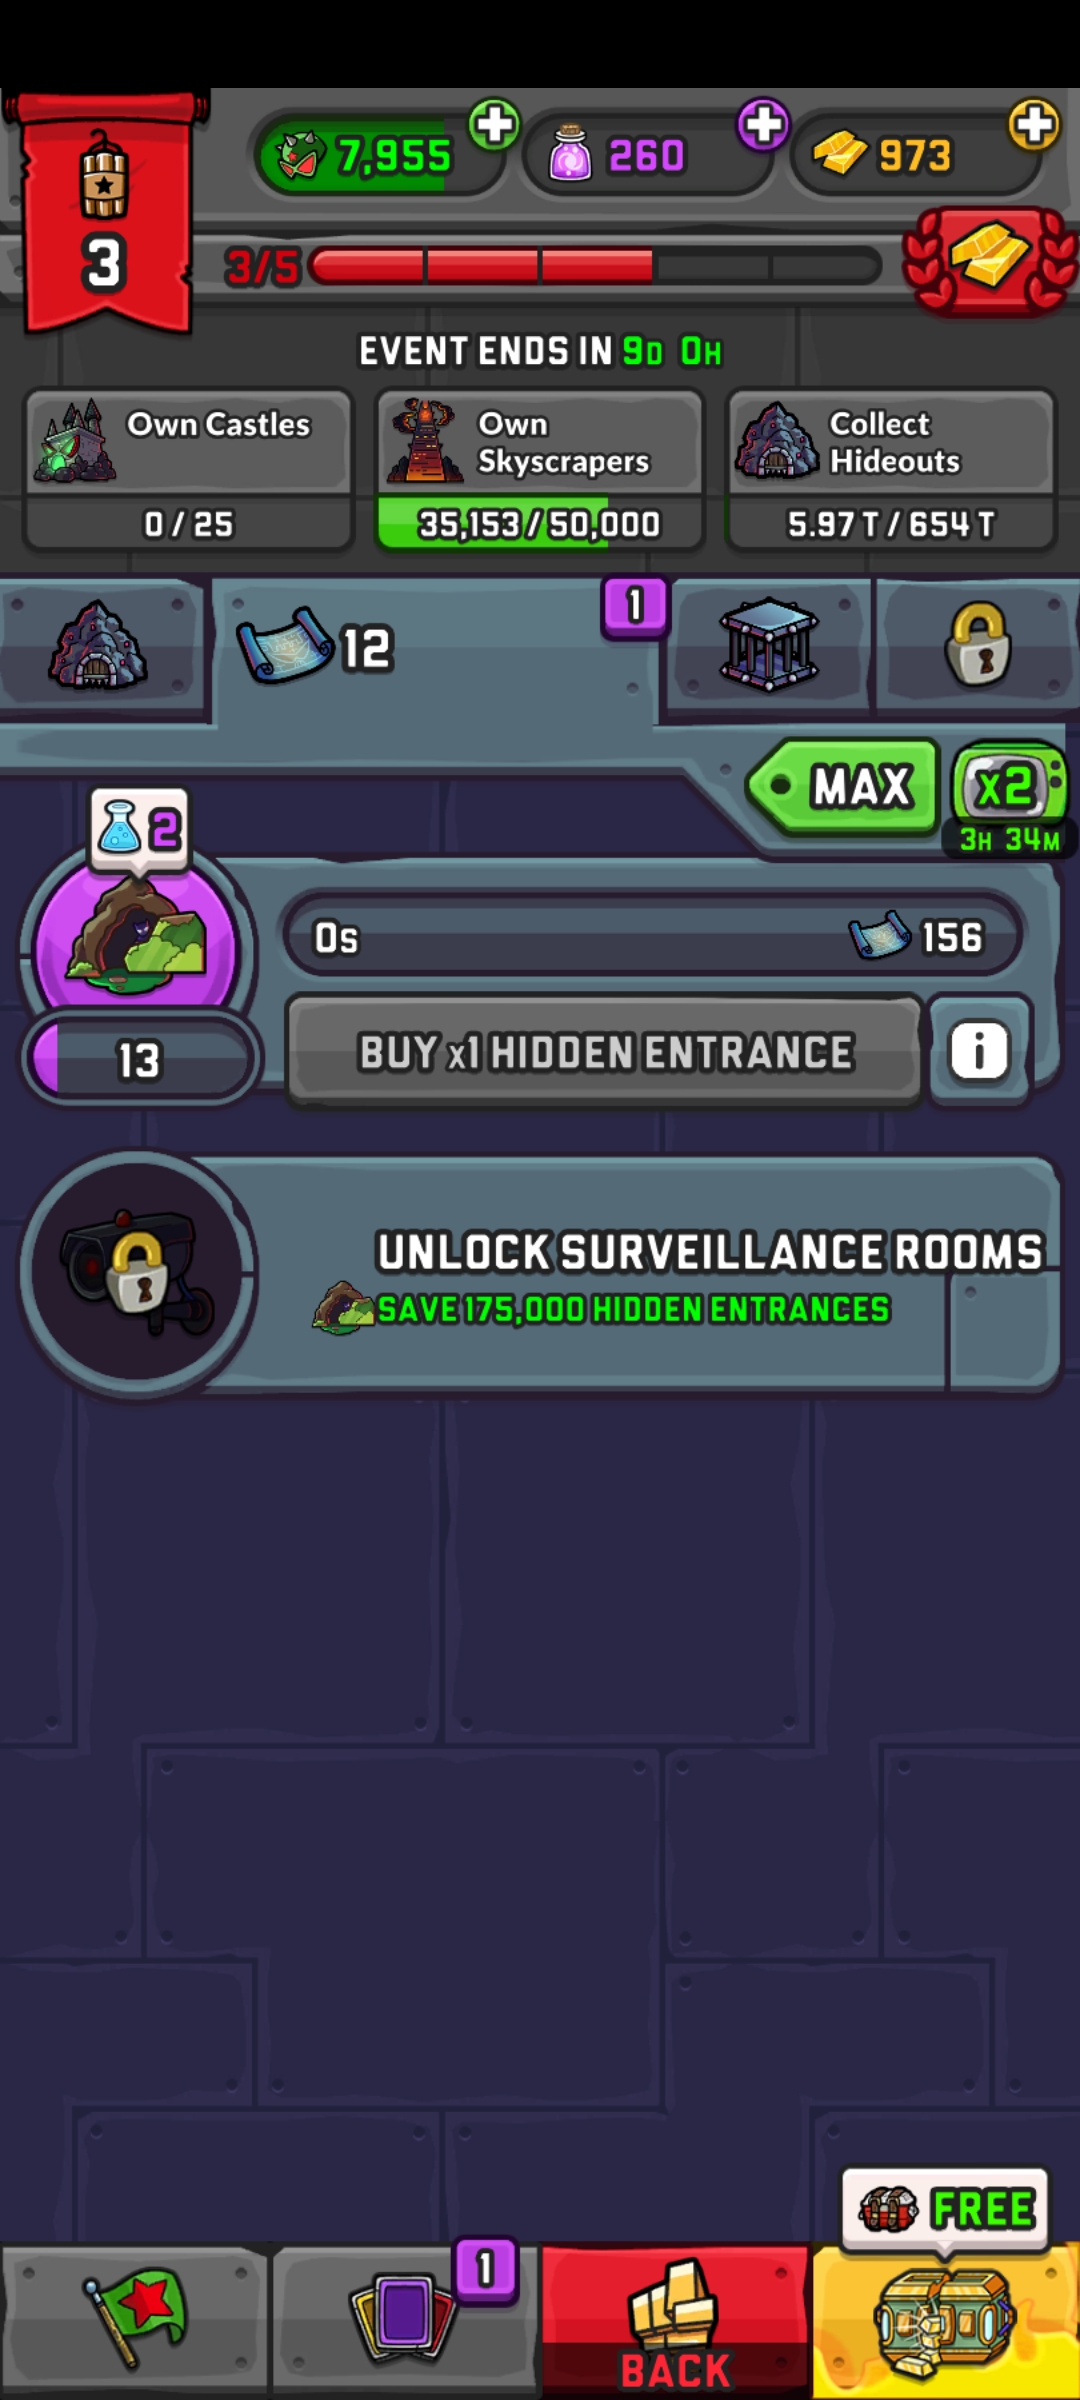 7,955
260
973
3
3/5
EVENT ENDS IN 9D 0H
Own Castles
0 / 25
Own
Skyscrapers
35,153 / 50,000
Collect
Hideouts
5.97 T / 654 T
12
1
MAX
x2
3H 34M
2
0s
156
13
BUY x1 HIDDEN ENTRANCE
i
UNLOCK SURVEILLANCE ROOMS
SAVE 175,000 HIDDEN ENTRANCES
FREE
1
BACK